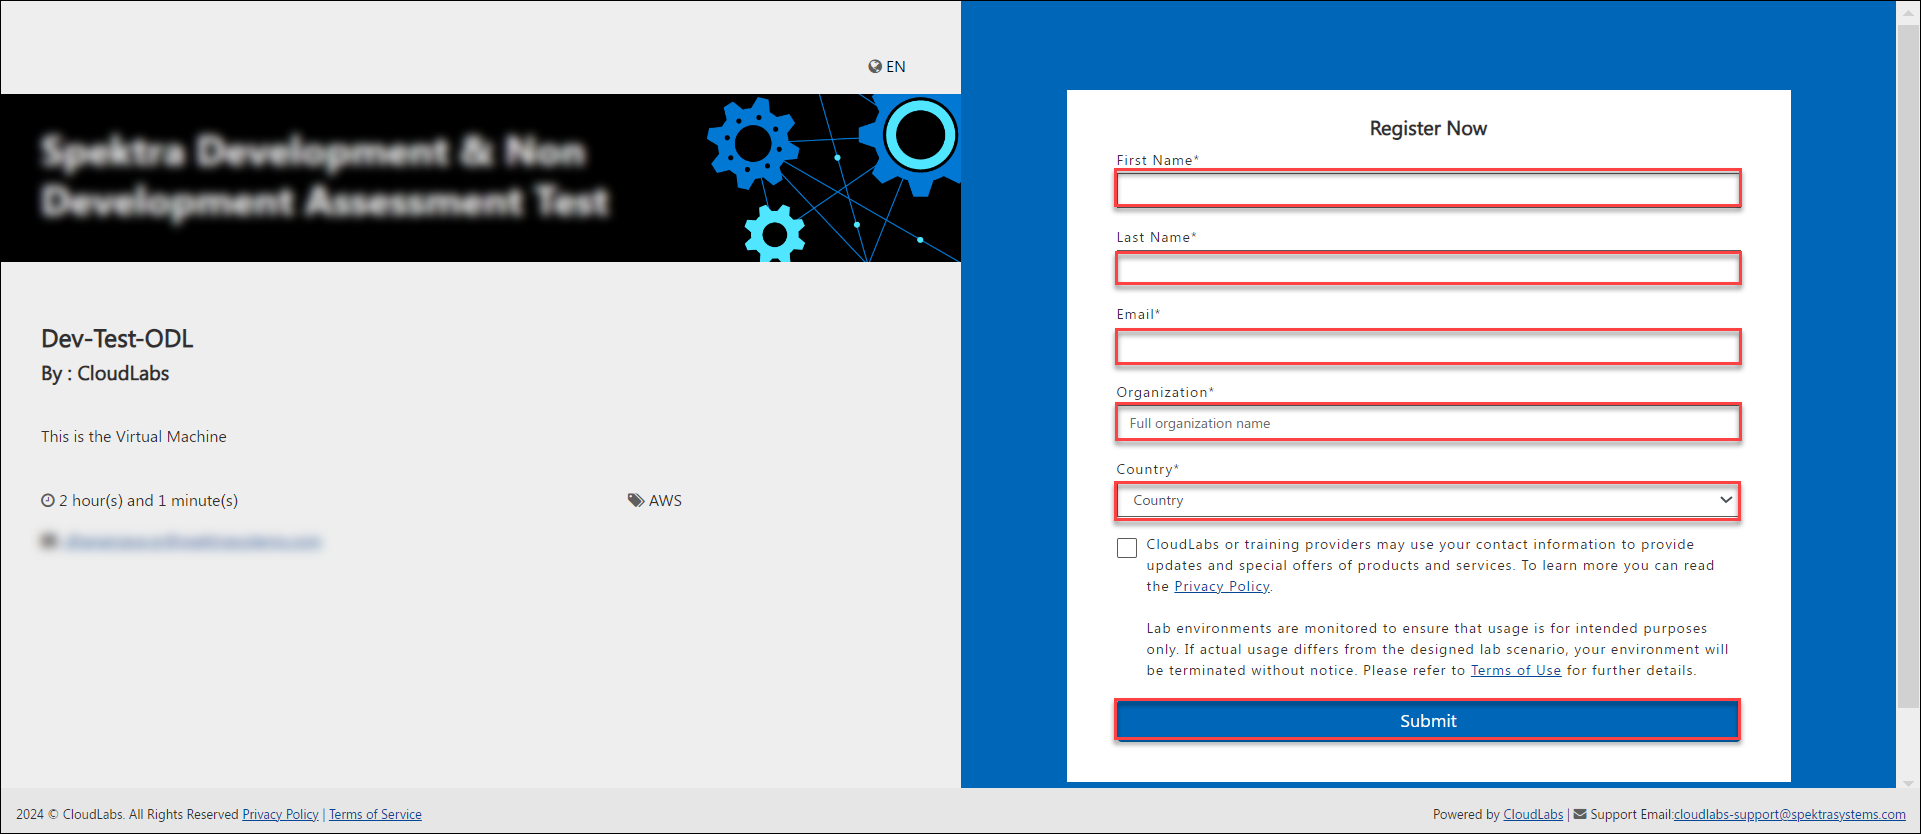 EN
Spektra Development & Non
Development Assessment Test
Dev-Test-ODL
By : CloudLabs
This is the Virtual Machine
2 hour(s) and 1 minute(s)
AWS
Register Now
First Name*
Last Name*
Email*
Organization*
Full organization name
Country*
Country
CloudLabs or training providers may use your contact information to provide
updates and special offers of products and services. To learn more you can read
the Privacy Policy.
Lab environments are monitored to ensure that usage is for intended purposes
only. If actual usage differs from the designed lab scenario, your environment will
be terminated without notice. Please refer to Terms of Use for further details.
Submit
2024 © CloudLabs. All Rights Reserved Privacy Policy | Terms of Service
Powered by CloudLabs | Support Email:cloudlabs-support@spektrasystems.com